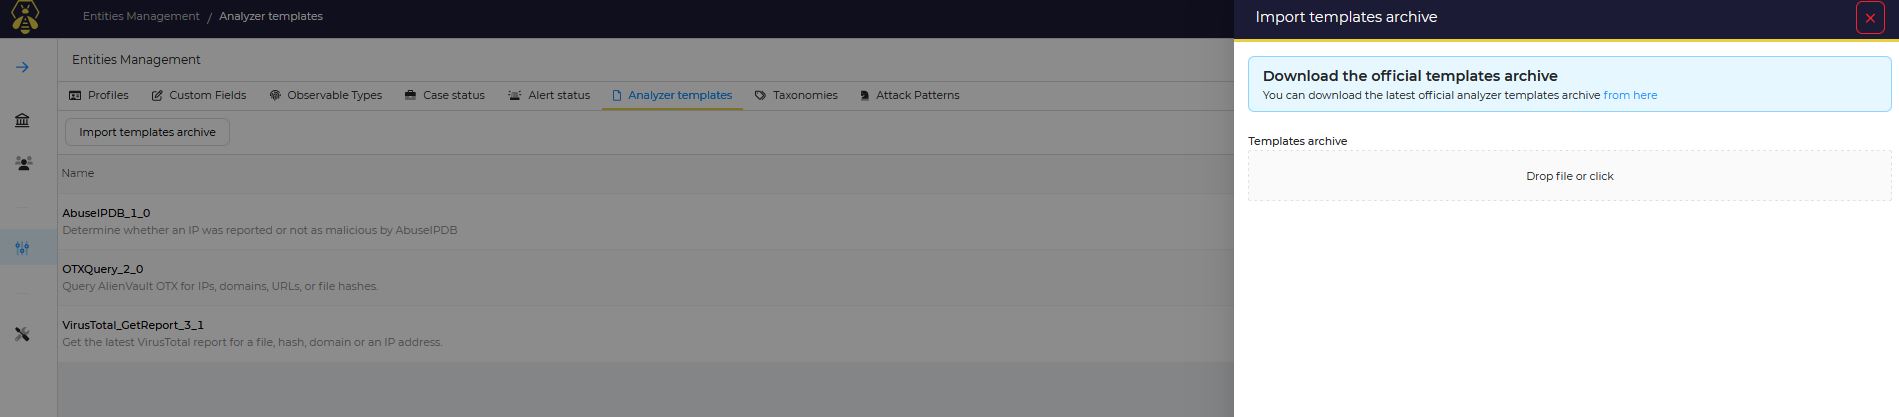 Entities Management / Analyzer templates
Import templates archive
Entities Management
Download the official templates archive
You can download the latest official analyzer templates archive from here
Profiles Custom Fields Observable Types Case status Alert status Analyzer templates Taxonomies Attack Patterns
Import templates archive
Templates archive
Drop file or click
Name
AbuseIPDB_1_0
Determine whether an IP was reported or not as malicious by AbuseIPDB
OTXQuery_2_0
Query AlienVault OTX for IPs, domains, URLs, or file hashes.
VirusTotal_GetReport_3_1
Get the latest VirusTotal report for a file, hash, domain or an IP address.